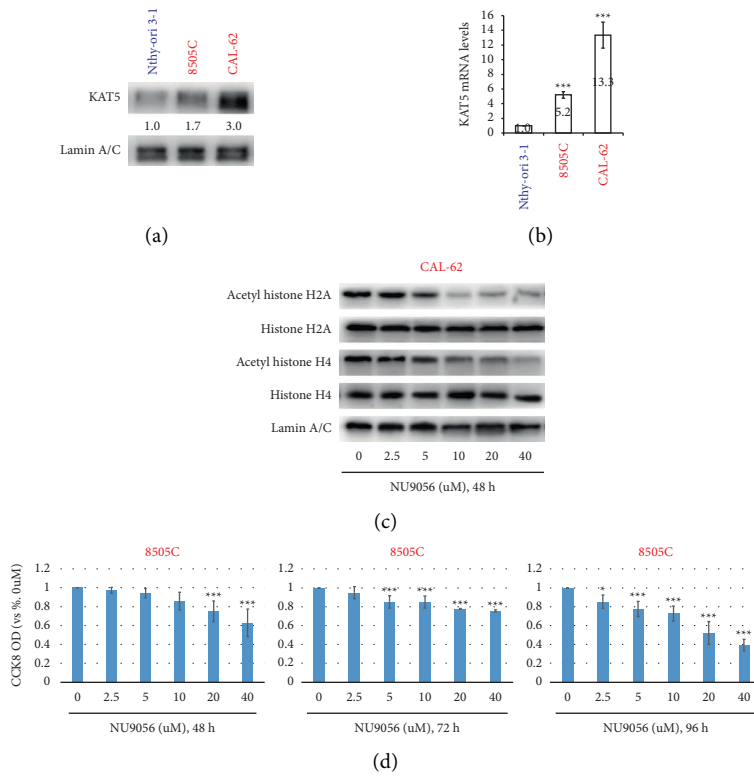 Nthy-ori 3-1
8505C
CAL-62
KAT5
1.0 1.7 3.0
Lamin A/C
(a)
KAT5 mRNA levels
16
14
12
10
8
6
4
2
0
1.0
***
5.2
***
13.3
Nthy-ori 3-1
8505C
CAL-62
(b)
CAL-62
Acetyl histone H2A
Histone H2A
Acetyl histone H4
Histone H4
Lamin A/C
0 2.5 5 10 20 40
NU9056 (uM), 48 h
(c)
8505C
CCK8 OD (vs %. 0uM)
1.2
1
0.8
0.6
0.4
0.2
0
*** ***
0 2.5 5 10 20 40
NU9056 (uM), 48 h
8505C
1.2
1
0.8
0.6
0.4
0.2
0
*** *** *** ***
0 2.5 5 10 20 40
NU9056 (uM), 72 h
8505C
1.2
1
0.8
0.6
0.4
0.2
0
* *** *** *** ***
0 2.5 5 10 20 40
NU9056 (uM), 96 h
(d)